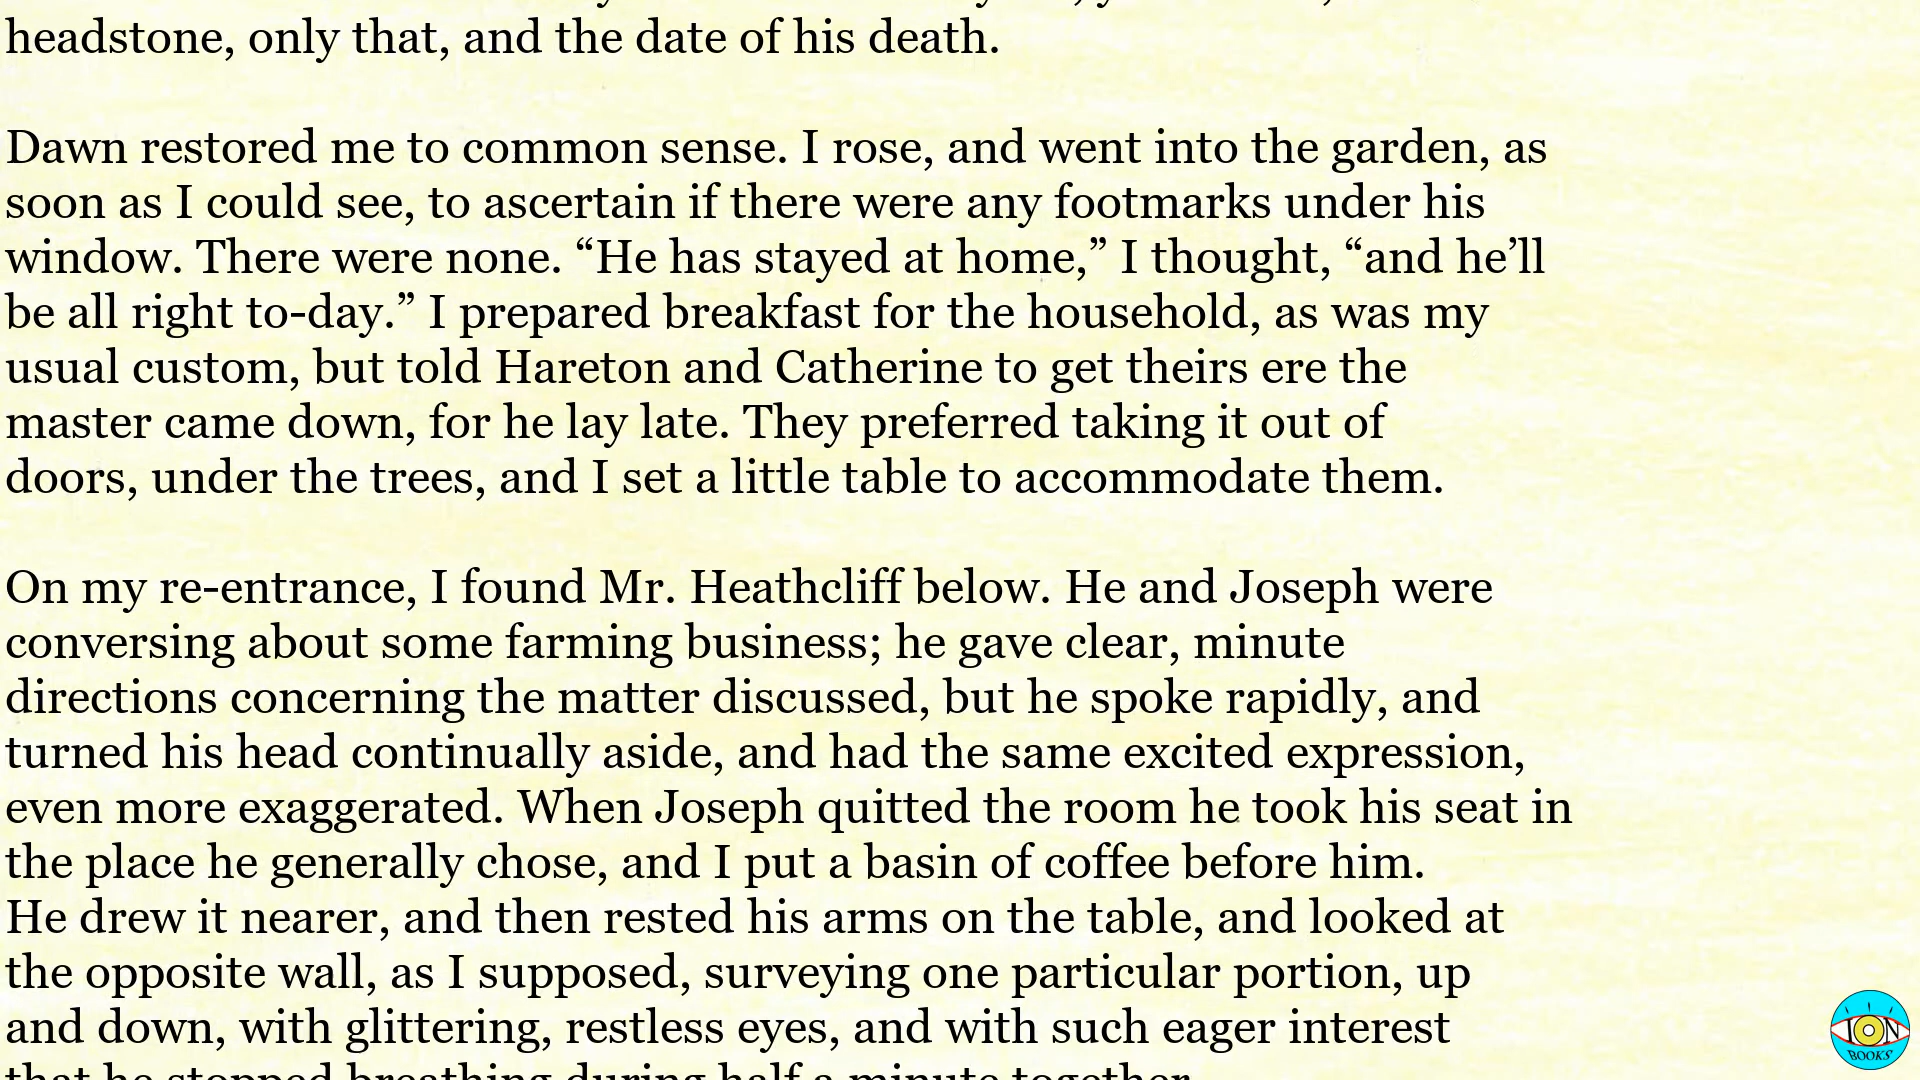 headstone, only that, and the date of his death.
Dawn restored me to common sense. I rose, and went into the garden, as
soon as I could see, to ascertain if there were any footmarks under his
window. There were none. “He has stayed at home,” I thought, “and he’ll
be all right to-day.” I prepared breakfast for the household, as was my
usual custom, but told Hareton and Catherine to get theirs ere the
master came down, for he lay late. They preferred taking it out of
doors, under the trees, and I set a little table to accommodate them.
On my re-entrance, I found Mr. Heathcliff below. He and Joseph were
conversing about some farming business; he gave clear, minute
directions concerning the matter discussed, but he spoke rapidly, and
turned his head continually aside, and had the same excited expression,
even more exaggerated. When Joseph quitted the room he took his seat in
the place he generally chose, and I put a basin of coffee before him.
He drew it nearer, and then rested his arms on the table, and looked at
the opposite wall, as I supposed, surveying one particular portion, up
and down, with glittering, restless eyes, and with such eager interest
that he stopped breathing during half a minute together.
ION
BOOKS